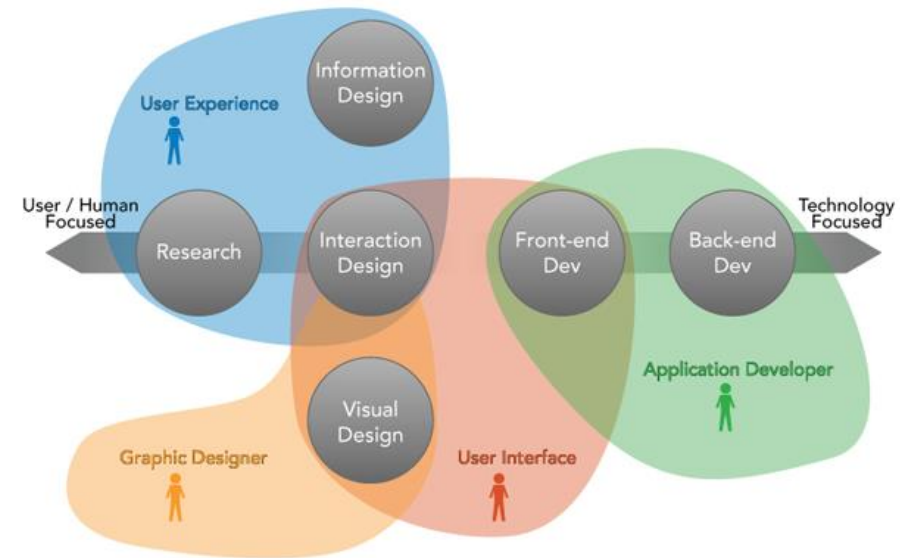 Information
Design
User Experience
User / Human
Focused
Research
Interaction
Design
Front-end
Dev
Back-end
Dev
Technology
Focused
Application Developer
Visual
Design
Graphic Designer
User Interface